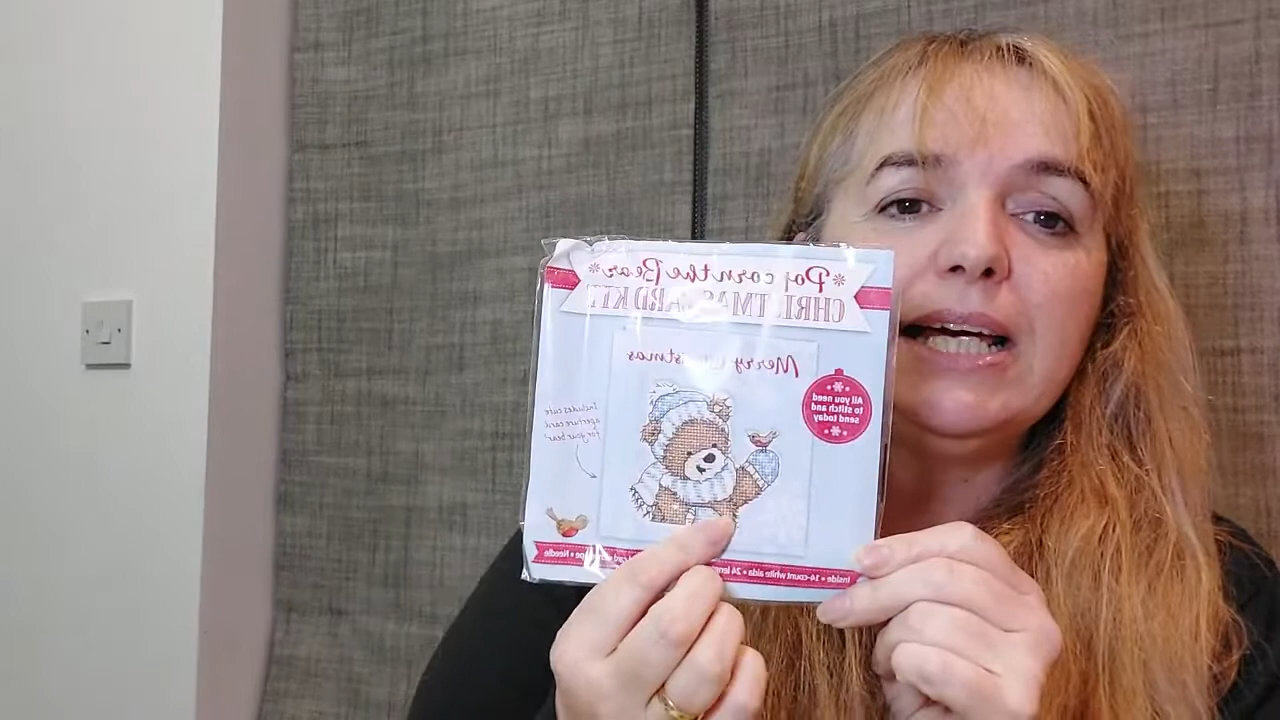 Popcorn the Bear
CHRISTMAS CARD KIT
Merry Christmas
All you need
to stitch and
send today
Includes cute
aperture card
for your bear!
Inside • 14-count white aida • 24 • Needle